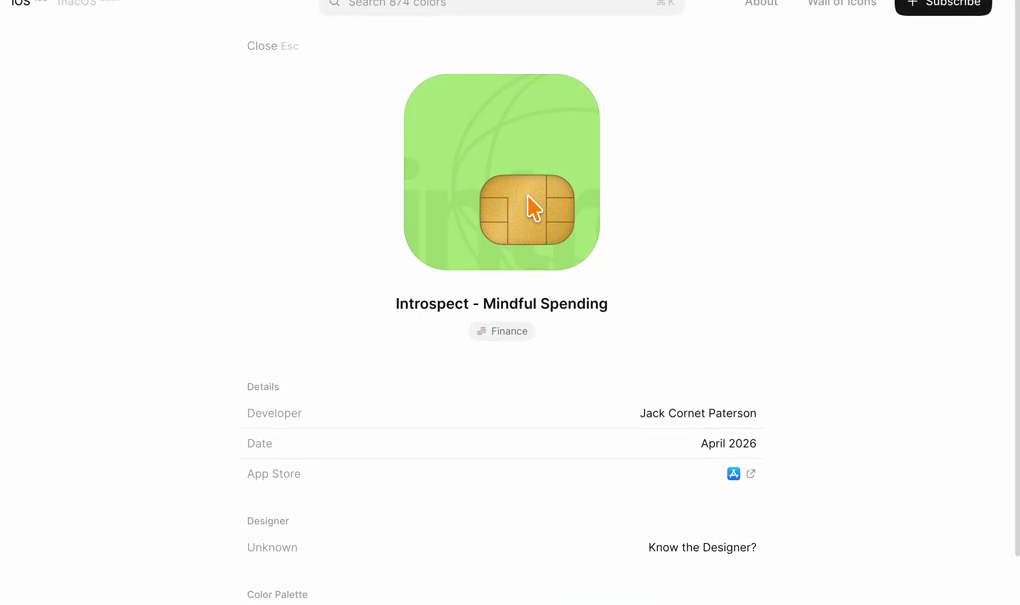 iOS macOS Search 874 colors ⌘K About Wall of Icons + Subscribe
Close Esc
Introspect - Mindful Spending
Finance
Details
Developer Jack Cornet Paterson
Date April 2026
App Store
Designer
Unknown Know the Designer?
Color Palette